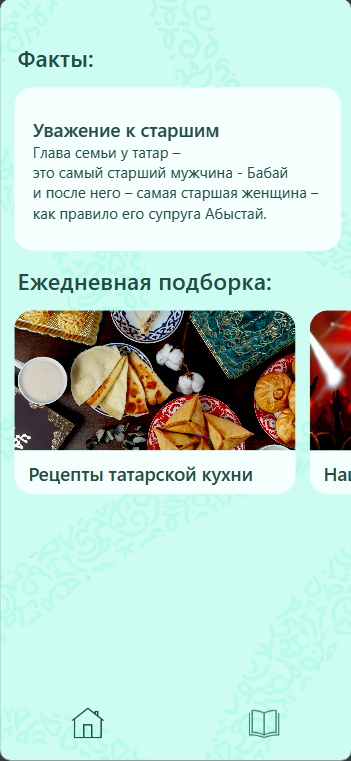 Факты:
Уважение к старшим
Глава семьи у татар –
это самый старший мужчина - Бабай
и после него – самая старшая женщина –
как правило его супруга Абыстай.
Ежедневная подборка:
Рецепты татарской кухни